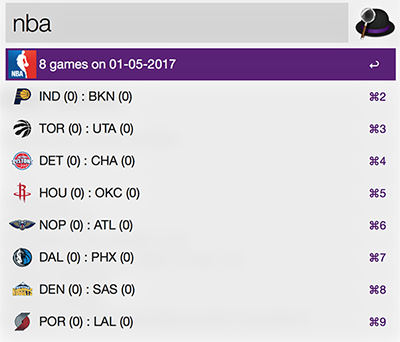 nba
NBA
8 games on 01-05-2017 ↩
IND (0) : BKN (0) ⌘2
TOR (0) : UTA (0) ⌘3
DET (0) : CHA (0) ⌘4
HOU (0) : OKC (0) ⌘5
NOP (0) : ATL (0) ⌘6
DAL (0) : PHX (0) ⌘7
DEN (0) : SAS (0) ⌘8
POR (0) : LAL (0) ⌘9